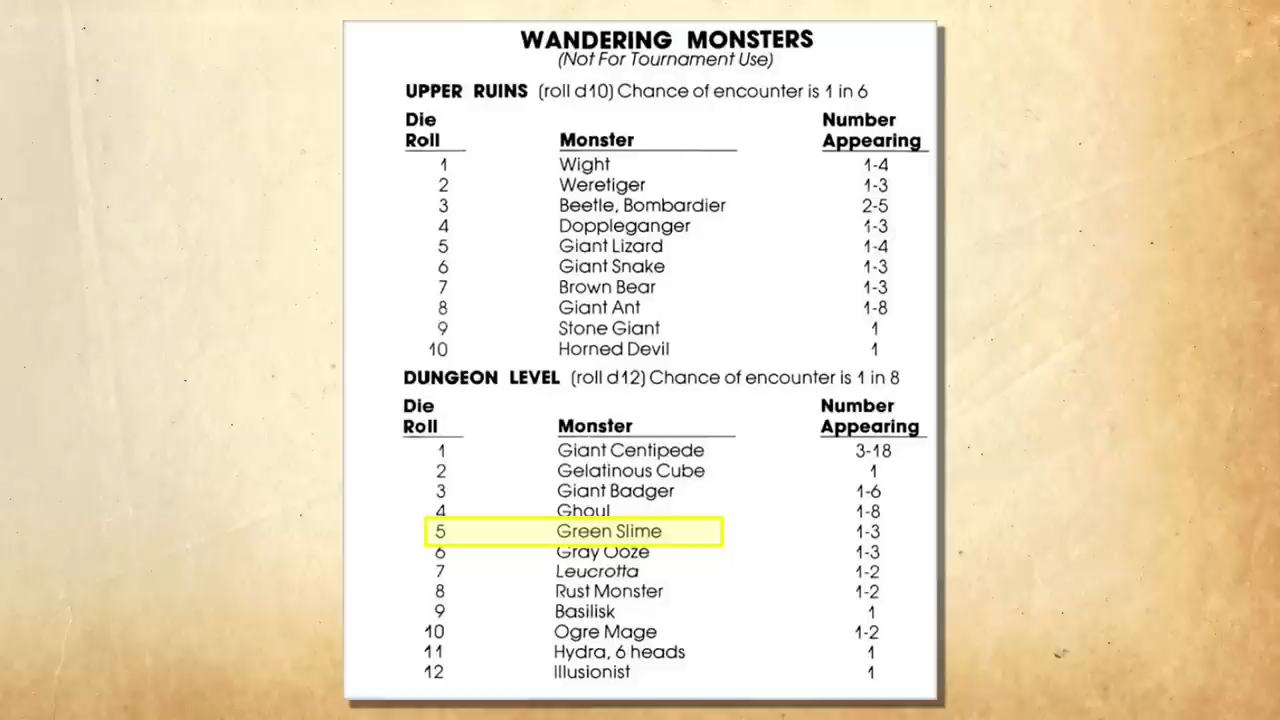 WANDERING MONSTERS
(Not For Tournament Use)
UPPER RUINS (roll d10) Chance of encounter is 1 in 6
Die Roll Monster Number Appearing
1 Wight 1-4
2 Weretiger 1-3
3 Beetle, Bombardier 2-5
4 Doppleganger 1-3
5 Giant Lizard 1-4
6 Giant Snake 1-3
7 Brown Bear 1-3
8 Giant Ant 1-8
9 Stone Giant 1
10 Horned Devil 1
DUNGEON LEVEL (roll d12) Chance of encounter is 1 in 8
Die Roll Monster Number Appearing
1 Giant Centipede 3-18
2 Gelatinous Cube 1
3 Giant Badger 1-6
4 Ghoul 1-8
5 Green Slime 1-3
6 Gray Ooze 1-3
7 Leucrotta 1-2
8 Rust Monster 1-2
9 Basilisk 1
10 Ogre Mage 1-2
11 Hydra, 6 heads 1
12 Illusionist 1